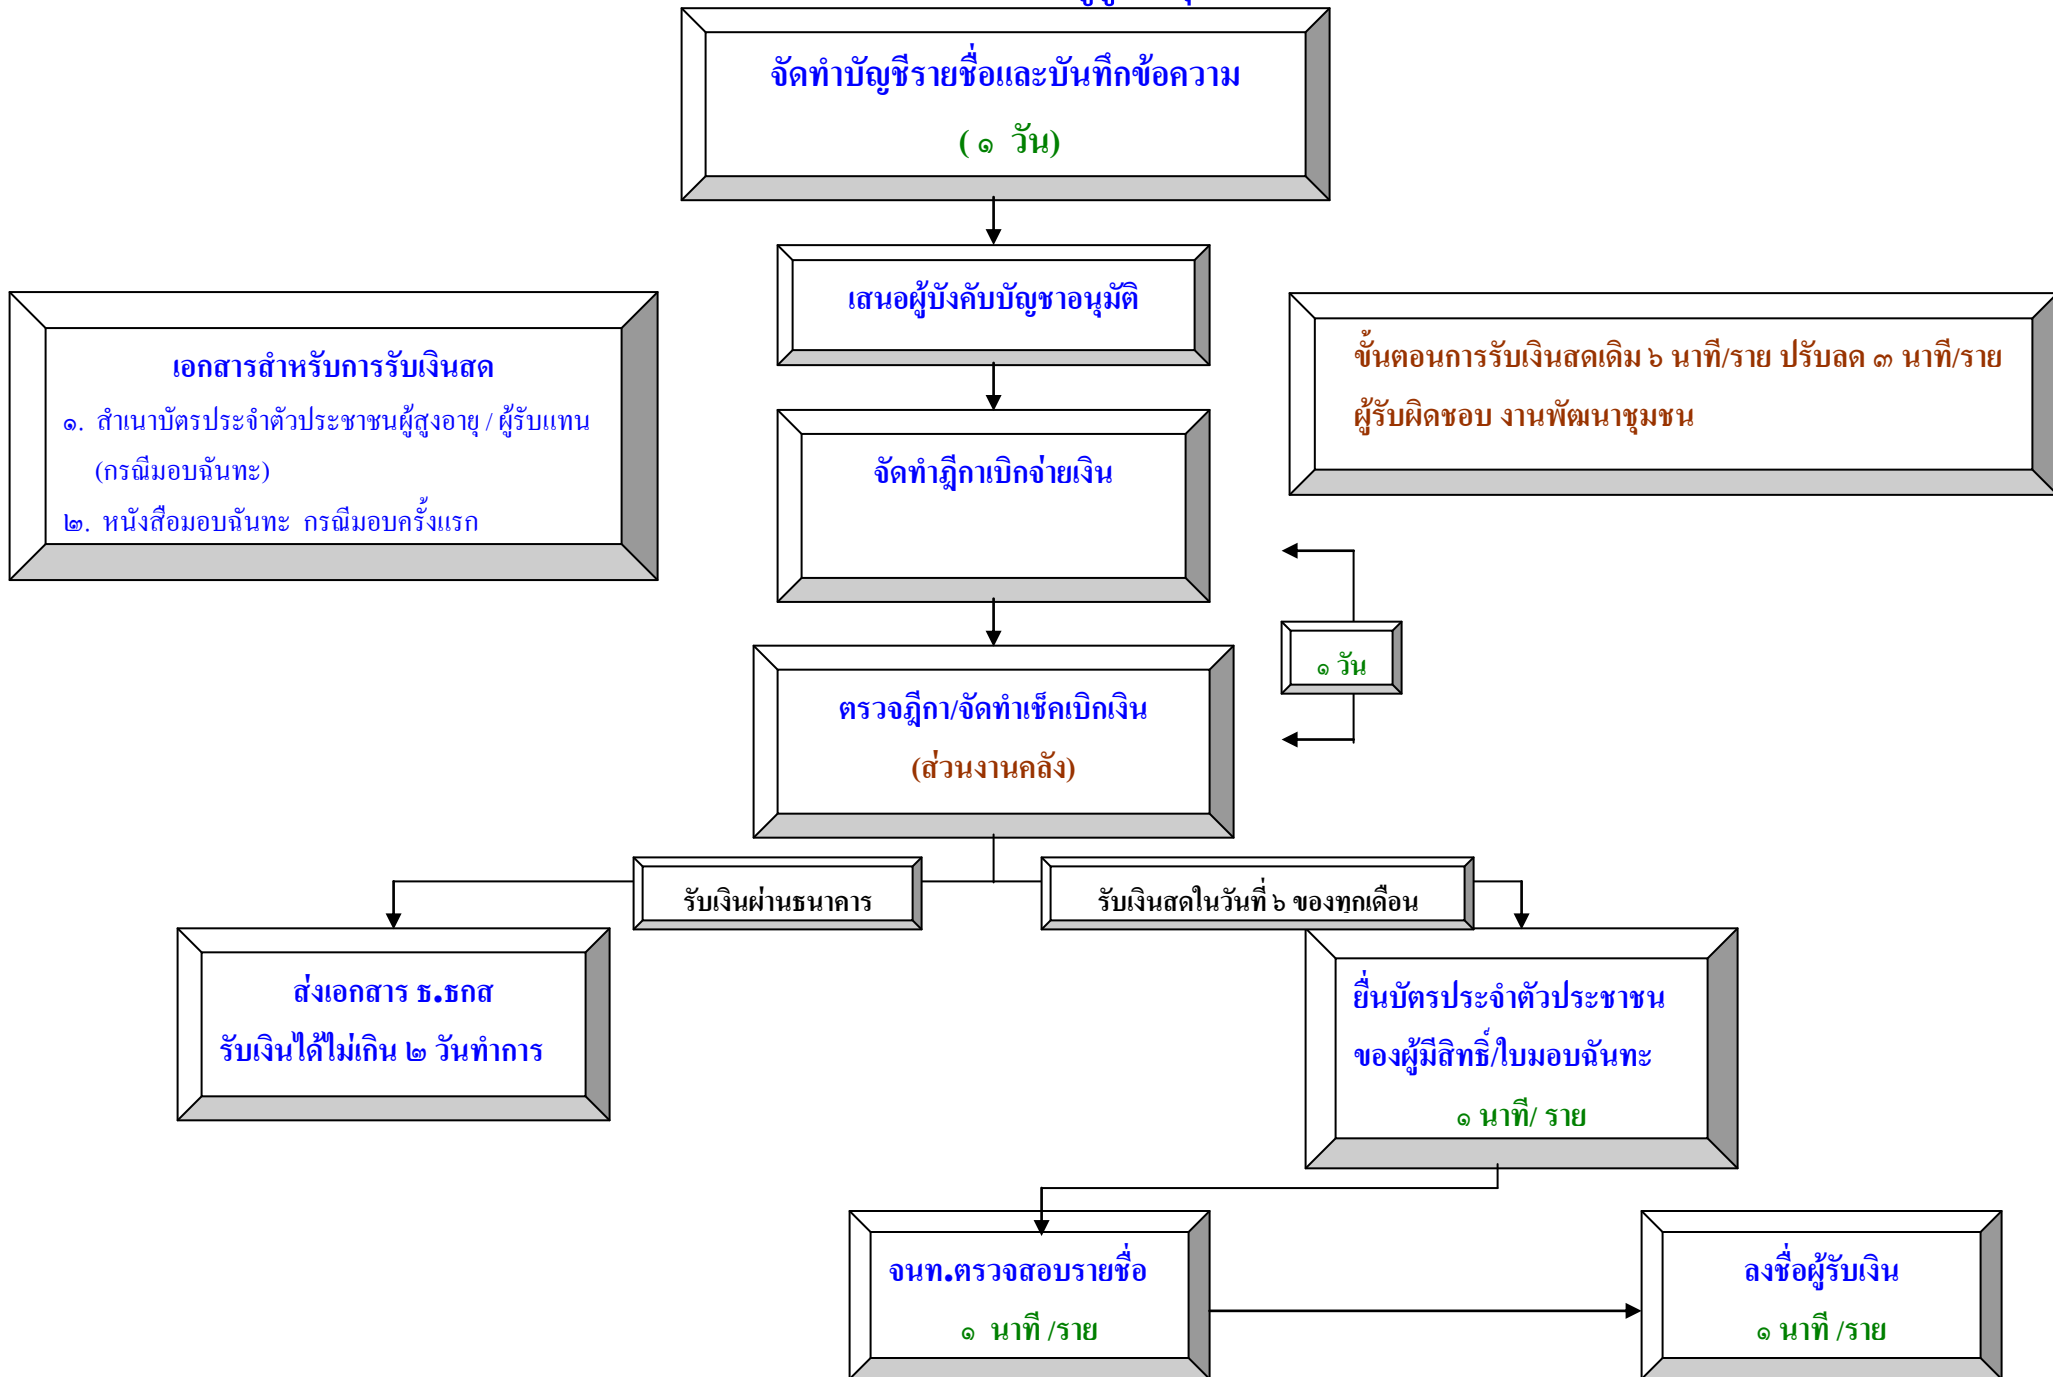 จัดทำบัญชีรายชื่อและบันทึกข้อความ
( ๑ วัน)
เสนอผู้บังคับบัญชาอนุมัติ
เอกสารสำหรับการรับเงินสด
๑. สำเนาบัตรประจำตัวประชาชนผู้สูงอายุ / ผู้รับแทน
(กรณีมอบฉันทะ)
๒. หนังสือมอบฉันทะ กรณีมอบครั้งแรก
ขั้นตอนการรับเงินสดเดิม ๖ นาที/ราย ปรับลด ๓ นาที/ราย
ผู้รับผิดชอบ งานพัฒนาชุมชน
จัดทำฎีกาเบิกจ่ายเงิน
๑ วัน
ตรวจฎีกา/จัดทำเช็คเบิกเงิน
(ส่วนงานคลัง)
รับเงินผ่านธนาคาร
รับเงินสดในวันที่ ๖ ของทุกเดือน
ส่งเอกสาร ธ.ธกส
รับเงินได้ไม่เกิน ๒ วันทำการ
ยื่นบัตรประจำตัวประชาชน
ของผู้มีสิทธิ์/ใบมอบฉันทะ
๑ นาที/ ราย
จนท.ตรวจสอบรายชื่อ
๑ นาที /ราย
ลงชื่อผู้รับเงิน
๑ นาที /ราย